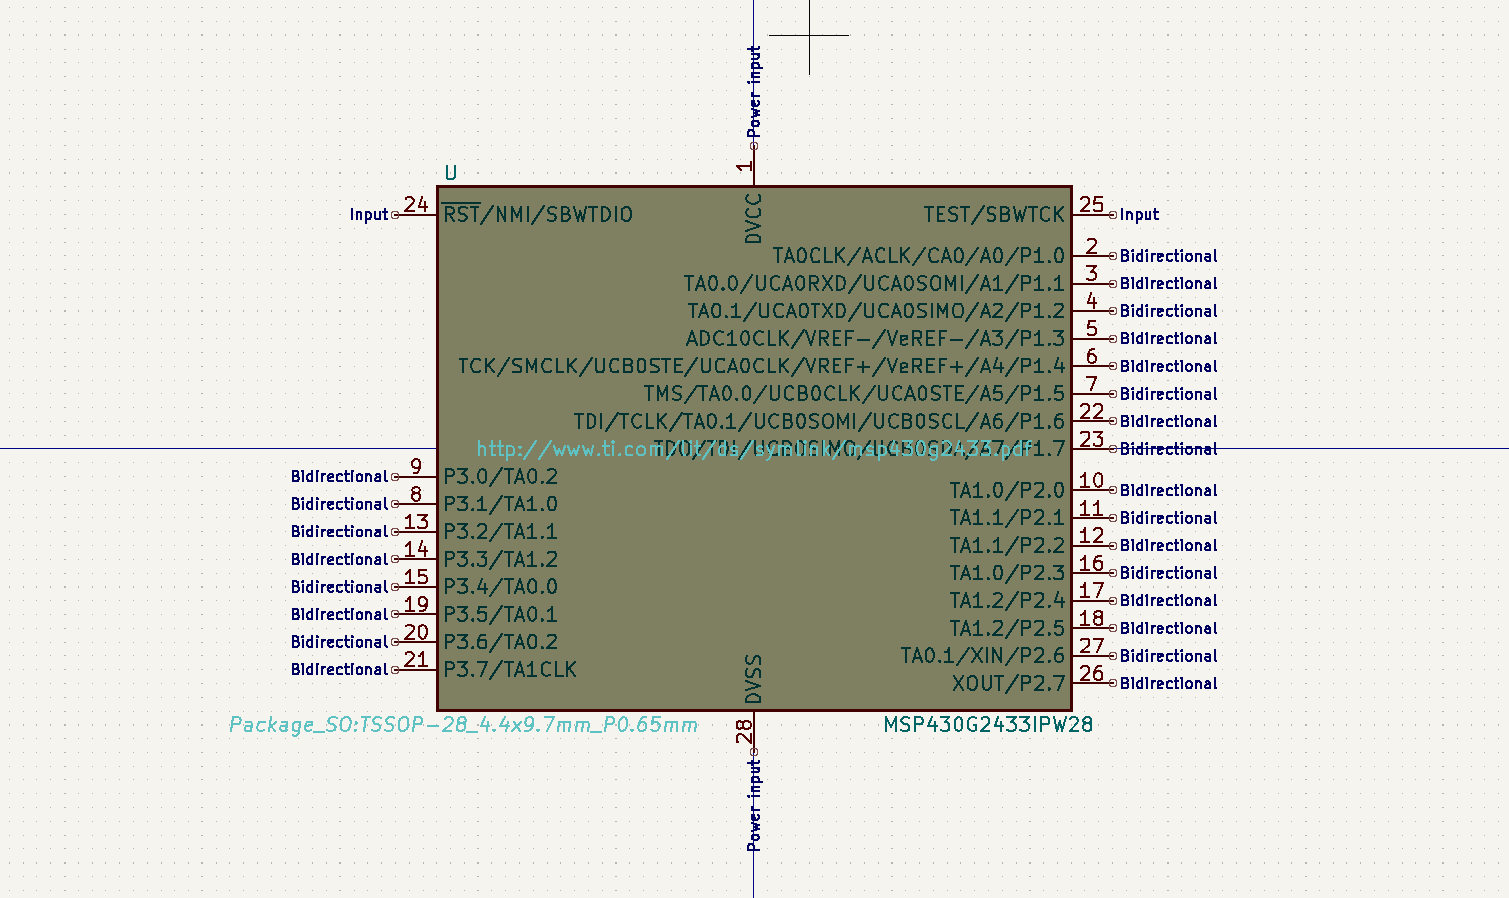 Power input
1
U
Input 24 RST/NMI/SBWTDIO
DVCC
TEST/SBWTCK 25 Input
TA0CLK/ACLK/CA0/A0/P1.0 2 Bidirectional
TA0.0/UCA0RXD/UCA0SOMI/A1/P1.1 3 Bidirectional
TA0.1/UCA0TXD/UCA0SIMO/A2/P1.2 4 Bidirectional
ADC10CLK/VREF-/VeREF-/A3/P1.3 5 Bidirectional
TCK/SMCLK/UCB0STE/UCA0CLK/VREF+/VeREF+/A4/P1.4 6 Bidirectional
TMS/TA0.0/UCB0CLK/UCA0STE/A5/P1.5 7 Bidirectional
TDI/TCLK/TA0.1/UCB0SOMI/UCB0SCL/A6/P1.6 22 Bidirectional
http://www.ti.com/lit/ds/symlink/msp430g2433.pdf
P1.7 23 Bidirectional
Bidirectional 9 P3.0/TA0.2
Bidirectional 8 P3.1/TA1.0
Bidirectional 13 P3.2/TA1.1
Bidirectional 14 P3.3/TA1.2
Bidirectional 15 P3.4/TA0.0
Bidirectional 19 P3.5/TA0.1
Bidirectional 20 P3.6/TA0.2
Bidirectional 21 P3.7/TA1CLK
TA1.0/P2.0 10 Bidirectional
TA1.1/P2.1 11 Bidirectional
TA1.1/P2.2 12 Bidirectional
TA1.0/P2.3 16 Bidirectional
TA1.2/P2.4 17 Bidirectional
TA1.2/P2.5 18 Bidirectional
TA0.1/XIN/P2.6 27 Bidirectional
XOUT/P2.7 26 Bidirectional
DVSS
Package_SO:TSSOP-28_4.4x9.7mm_P0.65mm
MSP430G2433IPW28
28
Power input